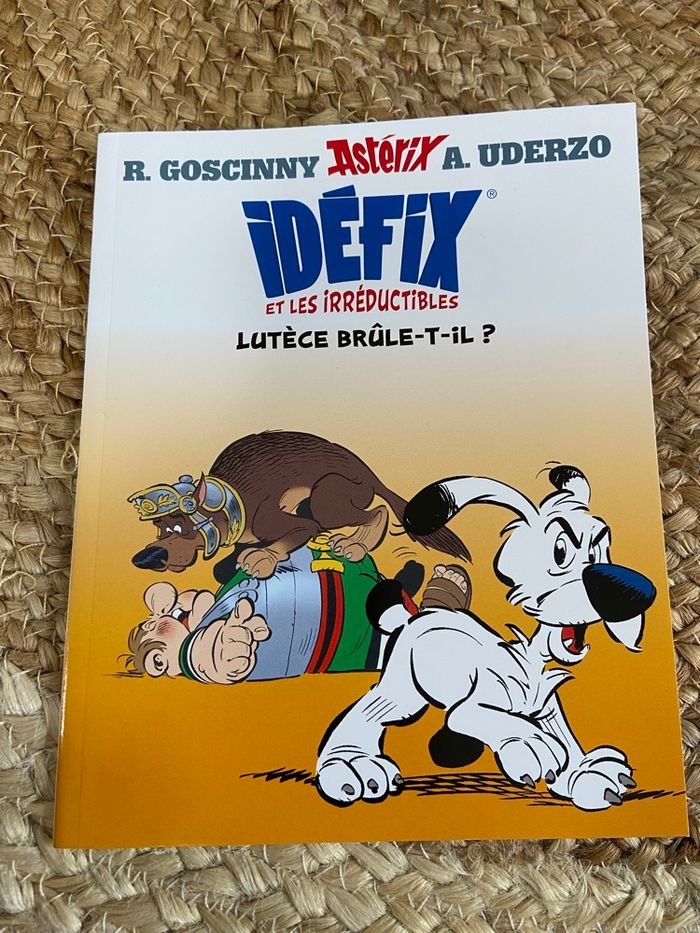 R. GOSCINNY Astérix A. UDERZO
iDÉFiX ®
ET LES iRRÉDUCTiBLES
LUTÈCE BRÛLE-T-iL ?